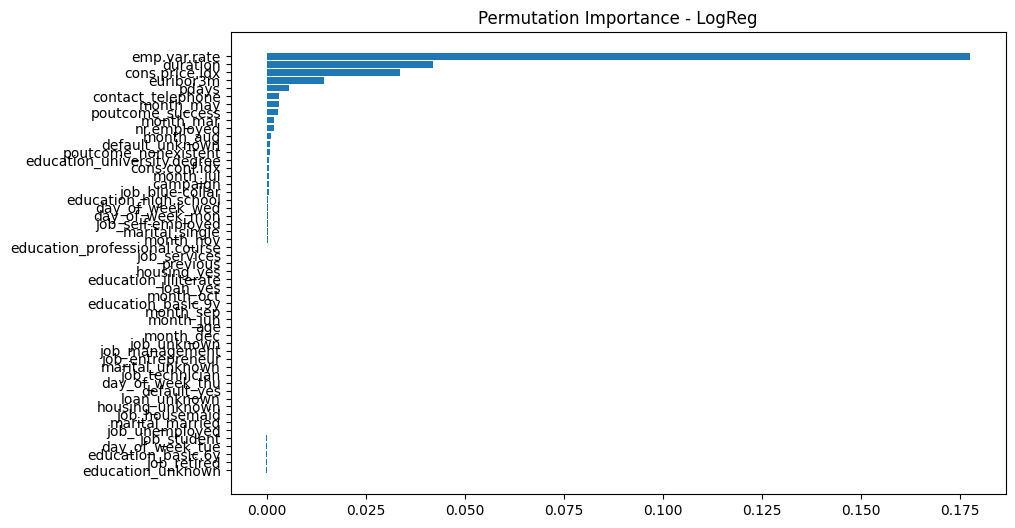 Permutation Importance - LogReg
emp.var.rate
duration
cons.price.idx
euribor3m
pdays
contact_telephone
month_may
poutcome_success
month_mar
nr.employed
month_aug
default_unknown
poutcome_nonexistent
education_university.degree
cons.conf.idx
month_jul
campaign
job_blue-collar
education_high.school
day_of_week_wed
day_of_week_mon
job_self-employed
marital_single
month_nov
education_professional.course
job_services
previous
housing_yes
education_illiterate
loan_yes
month_oct
education_basic.9y
month_sep
month_jun
age
month_dec
job_unknown
job_management
job_entrepreneur
marital_unknown
job_technician
day_of_week_thu
default_yes
loan_unknown
housing_unknown
job_housemaid
marital_married
job_unemployed
job_student
day_of_week_tue
education_basic.6y
job_retired
education_unknown
0.000 0.025 0.050 0.075 0.100 0.125 0.150 0.175